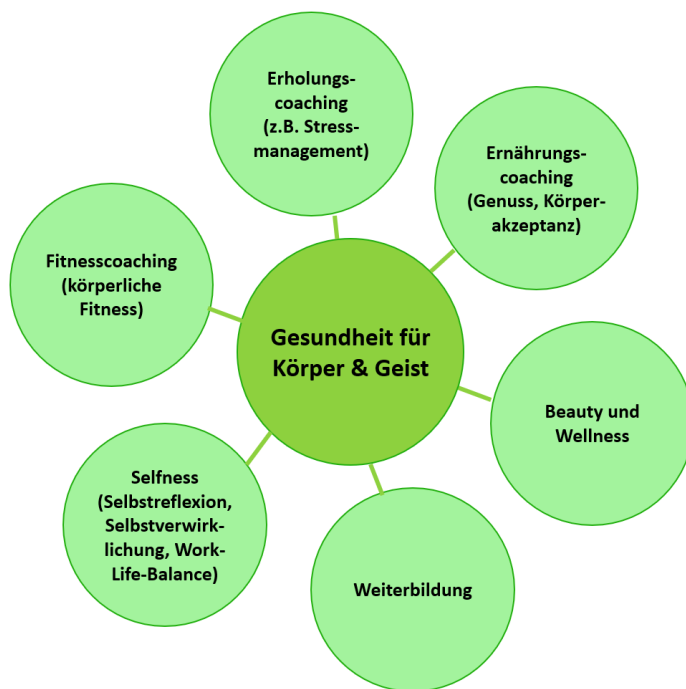 Erholungs-
coaching
(z.B. Stress-
management)
Ernährungs-
coaching
(Genuss, Körper-
akzeptanz)
Fitnesscoaching
(körperliche
Fitness)
Gesundheit für
Körper & Geist
Beauty und
Wellness
Selfness
(Selbstreflexion,
Selbstverwirk-
lichung, Work-
Life-Balance)
Weiterbildung